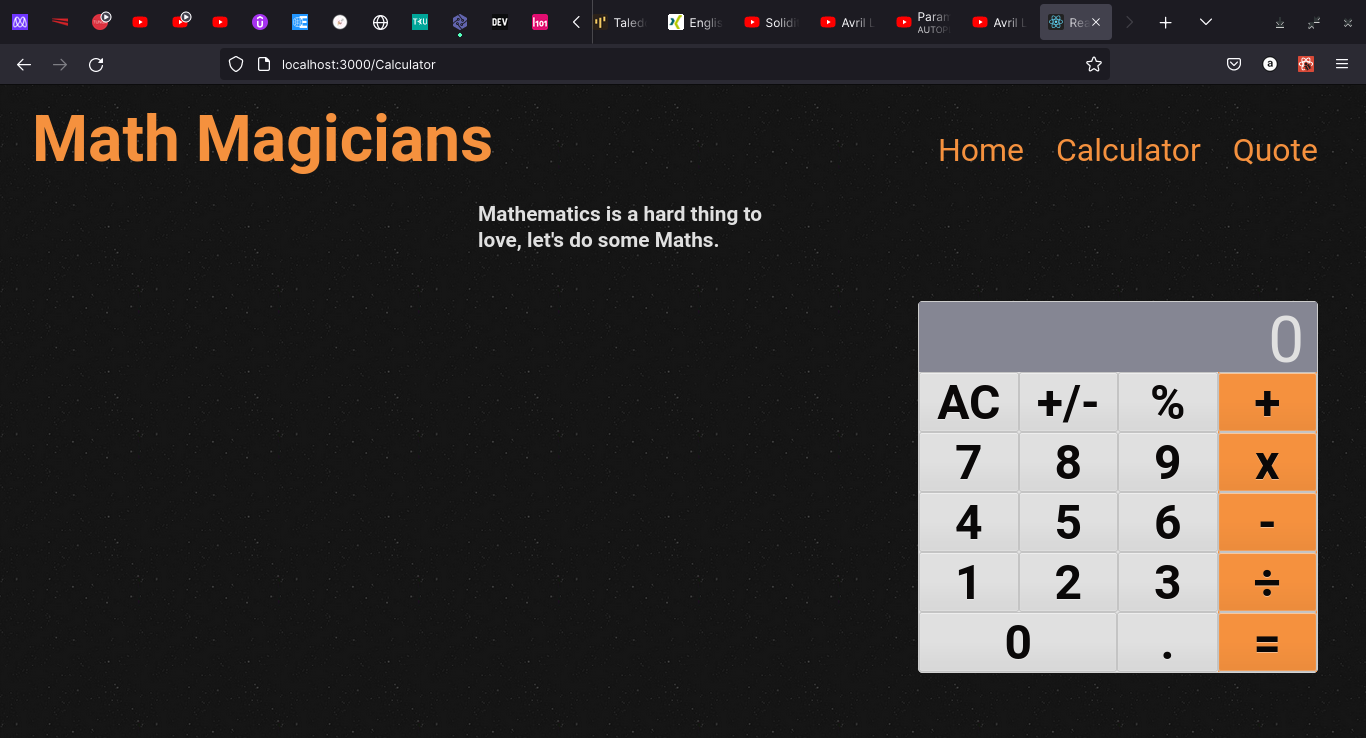 DEV
Taled
Englis
Solidi
Avril L
Param
AUTOP
Avril L
Rea
localhost:3000/Calculator
Math Magicians
Home Calculator Quote
Mathematics is a hard thing to
love, let's do some Maths.
0
AC +/- % +
7 8 9 x
4 5 6 -
1 2 3 ÷
0 . =